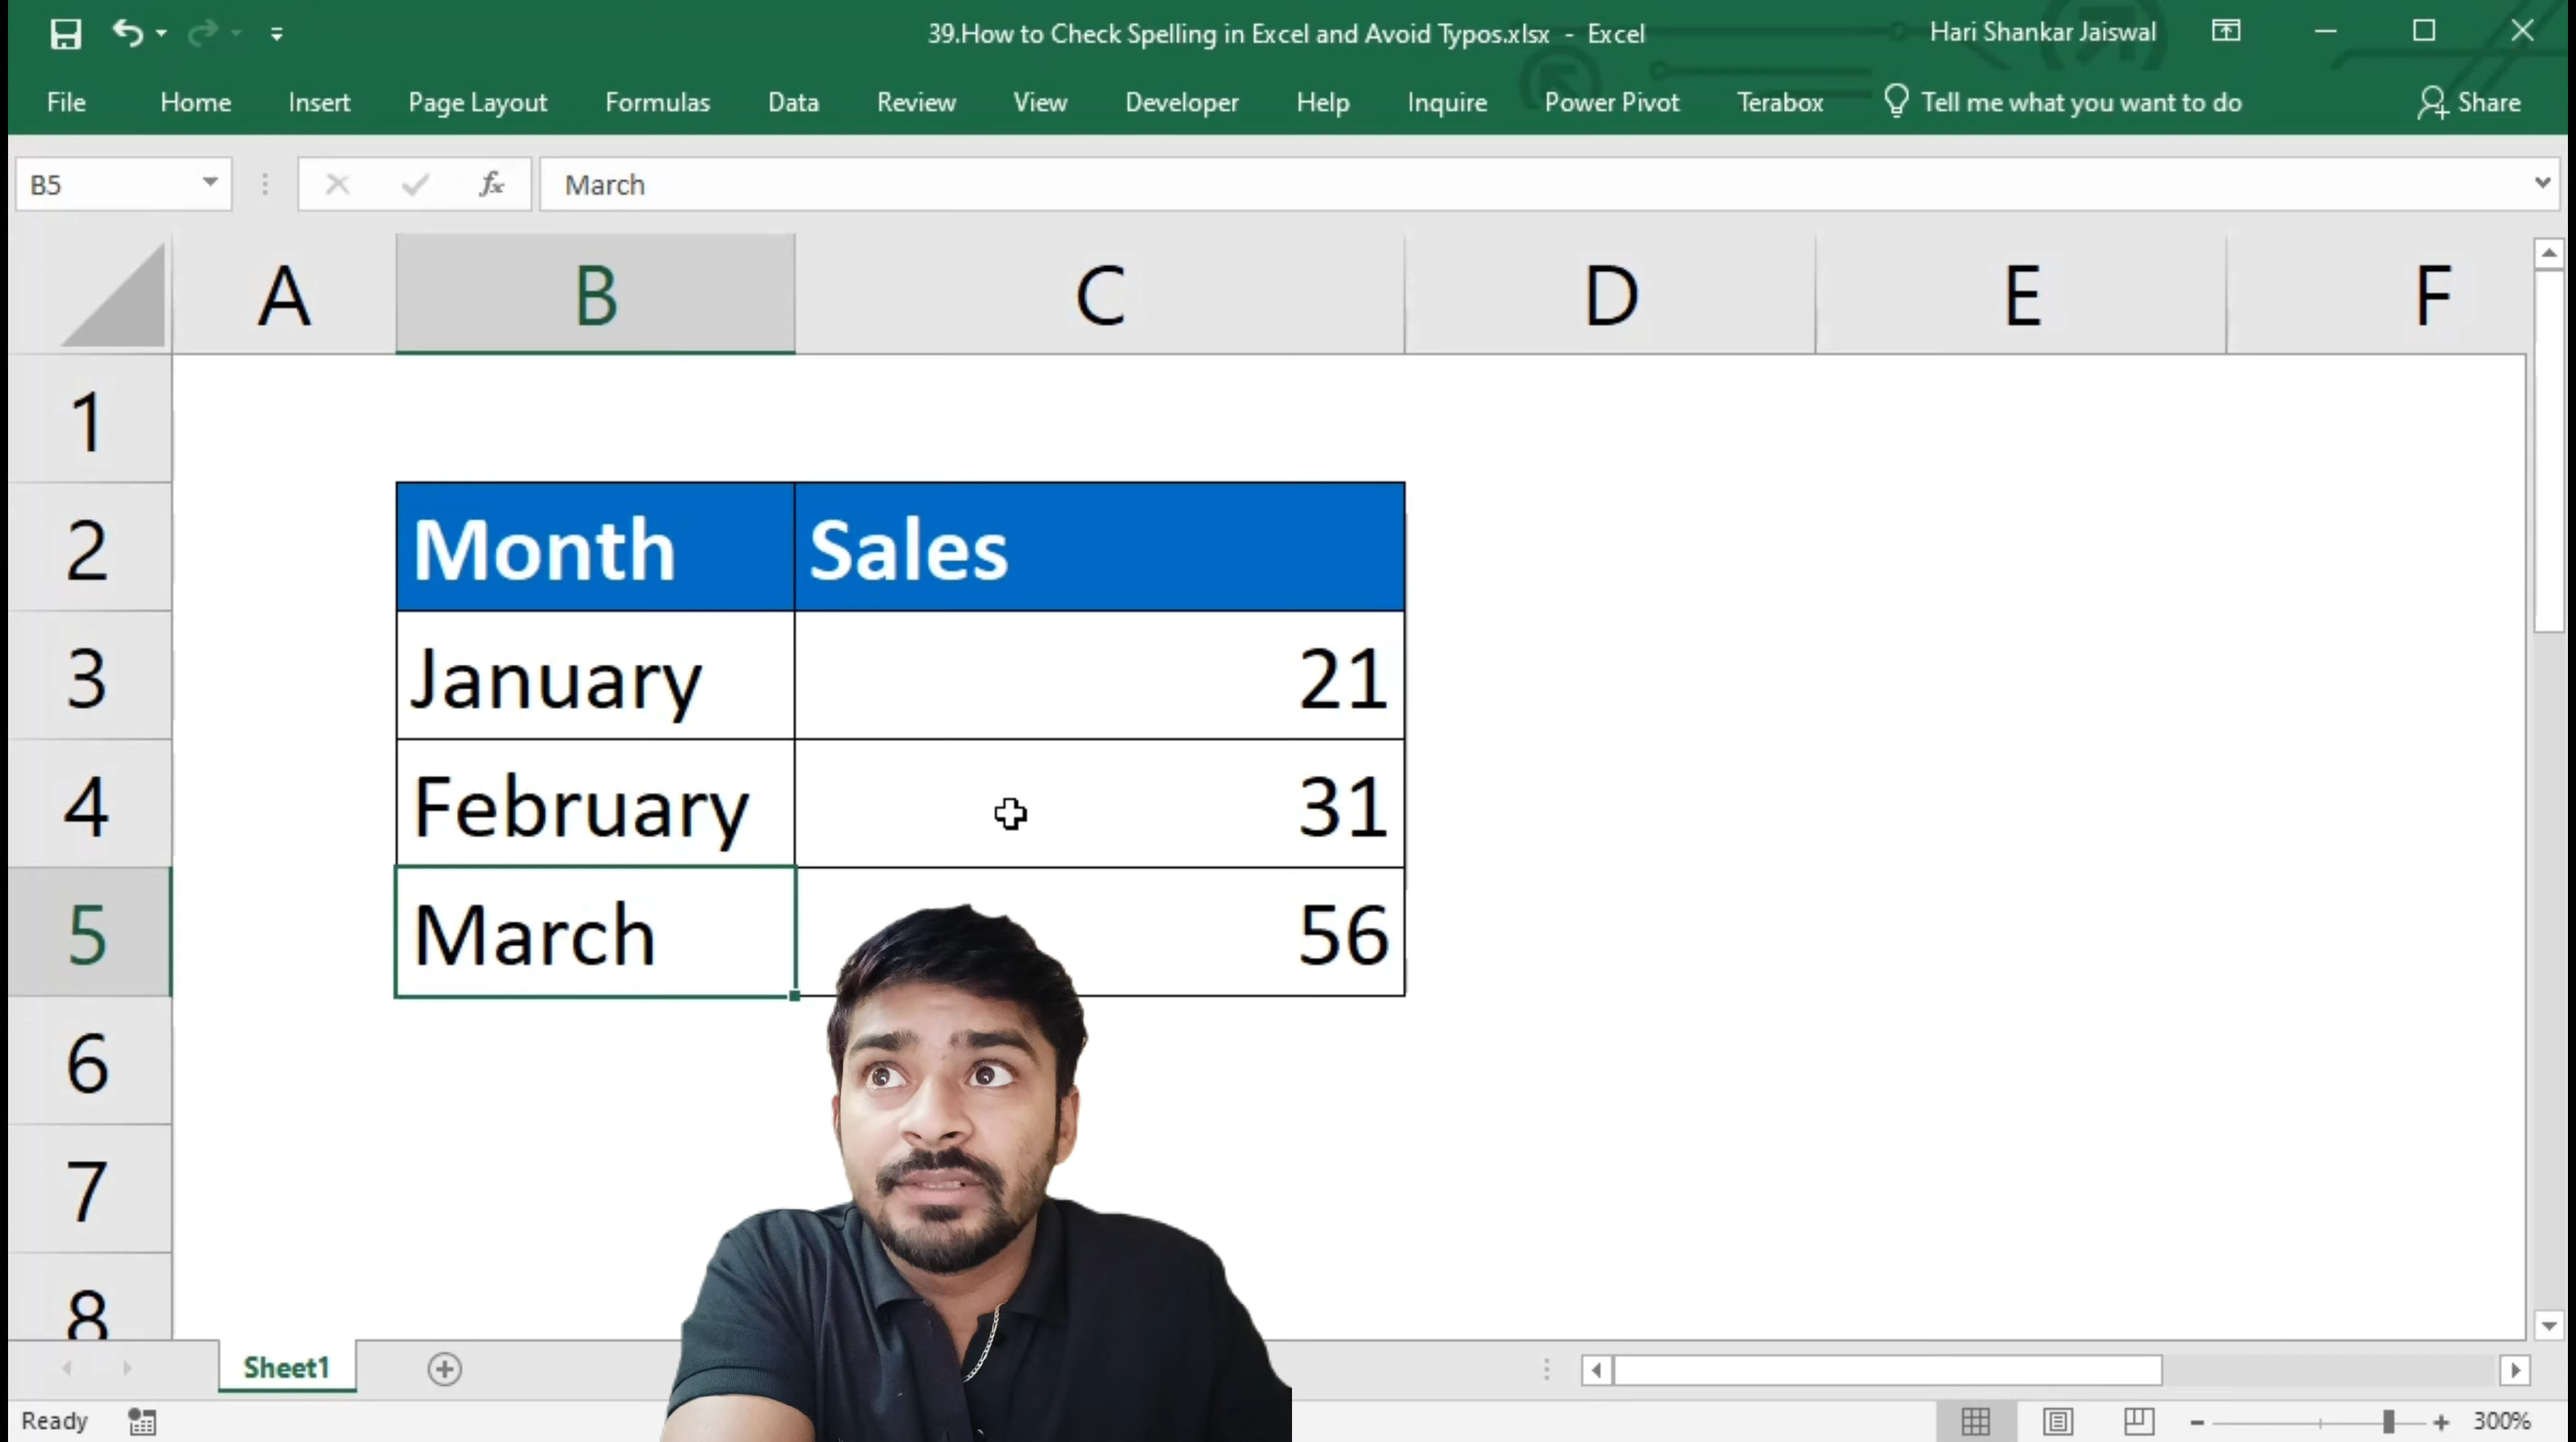 39.How to Check Spelling in Excel and Avoid Typos.xlsx - Excel
Hari Shankar Jaiswal
File Home Insert Page Layout Formulas Data Review View Developer Help Inquire Power Pivot Terabox Tell me what you want to do Share
B5 fx March
A B C D E F
1
2 Month Sales
3 January 21
4 February 31
5 March 56
6
7
8
Sheet1
Ready 300%